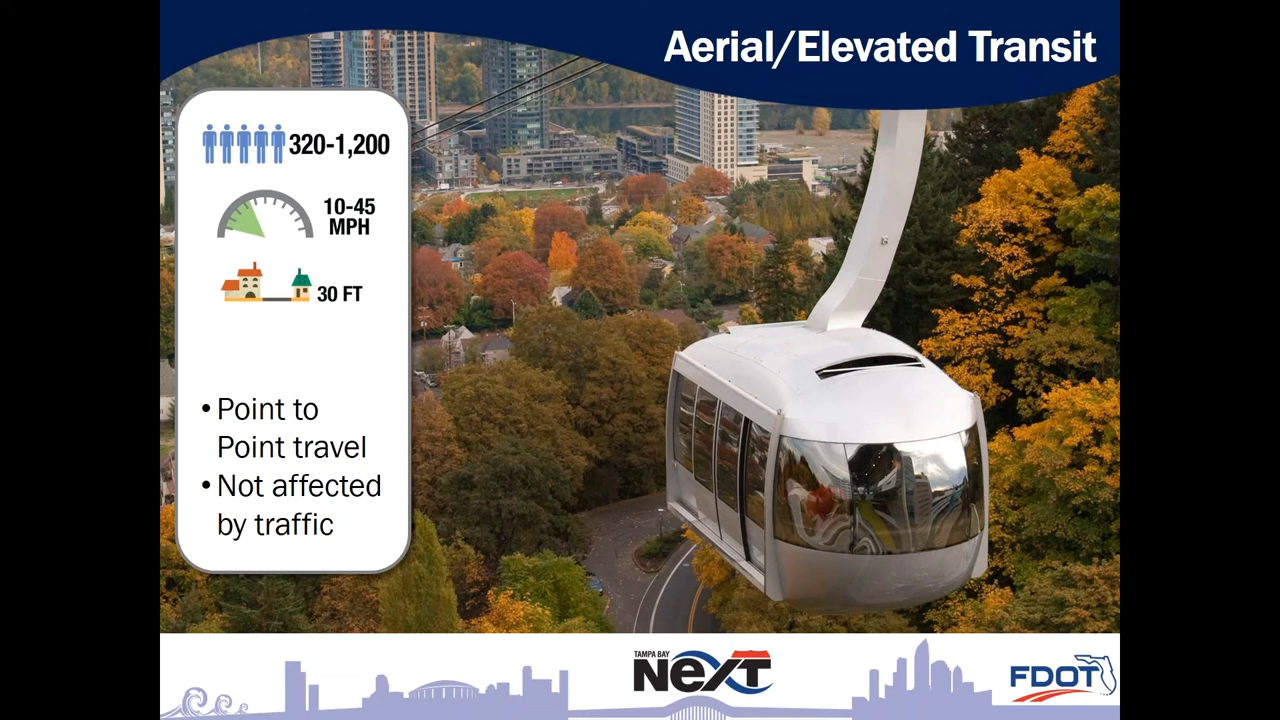 Aerial/Elevated Transit
320-1,200
10-45
MPH
30 FT
• Point to
Point travel
• Not affected
by traffic
TAMPA BAY
NEXT
FDOT